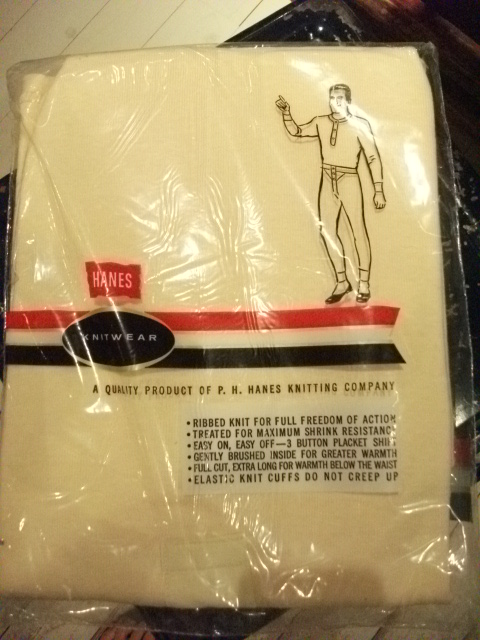 HANES
KNITWEAR
A QUALITY PRODUCT OF P. H. HANES KNITTING COMPANY
• RIBBED KNIT FOR FULL FREEDOM OF ACTION
• TREATED FOR MAXIMUM SHRINK RESISTANCE
• EASY ON, EASY OFF—3 BUTTON PLACKET SHIRT
• GENTLY BRUSHED INSIDE FOR GREATER WARMTH
• FULL CUT, EXTRA LONG FOR WARMTH BELOW THE WAIST
• ELASTIC KNIT CUFFS DO NOT CREEP UP